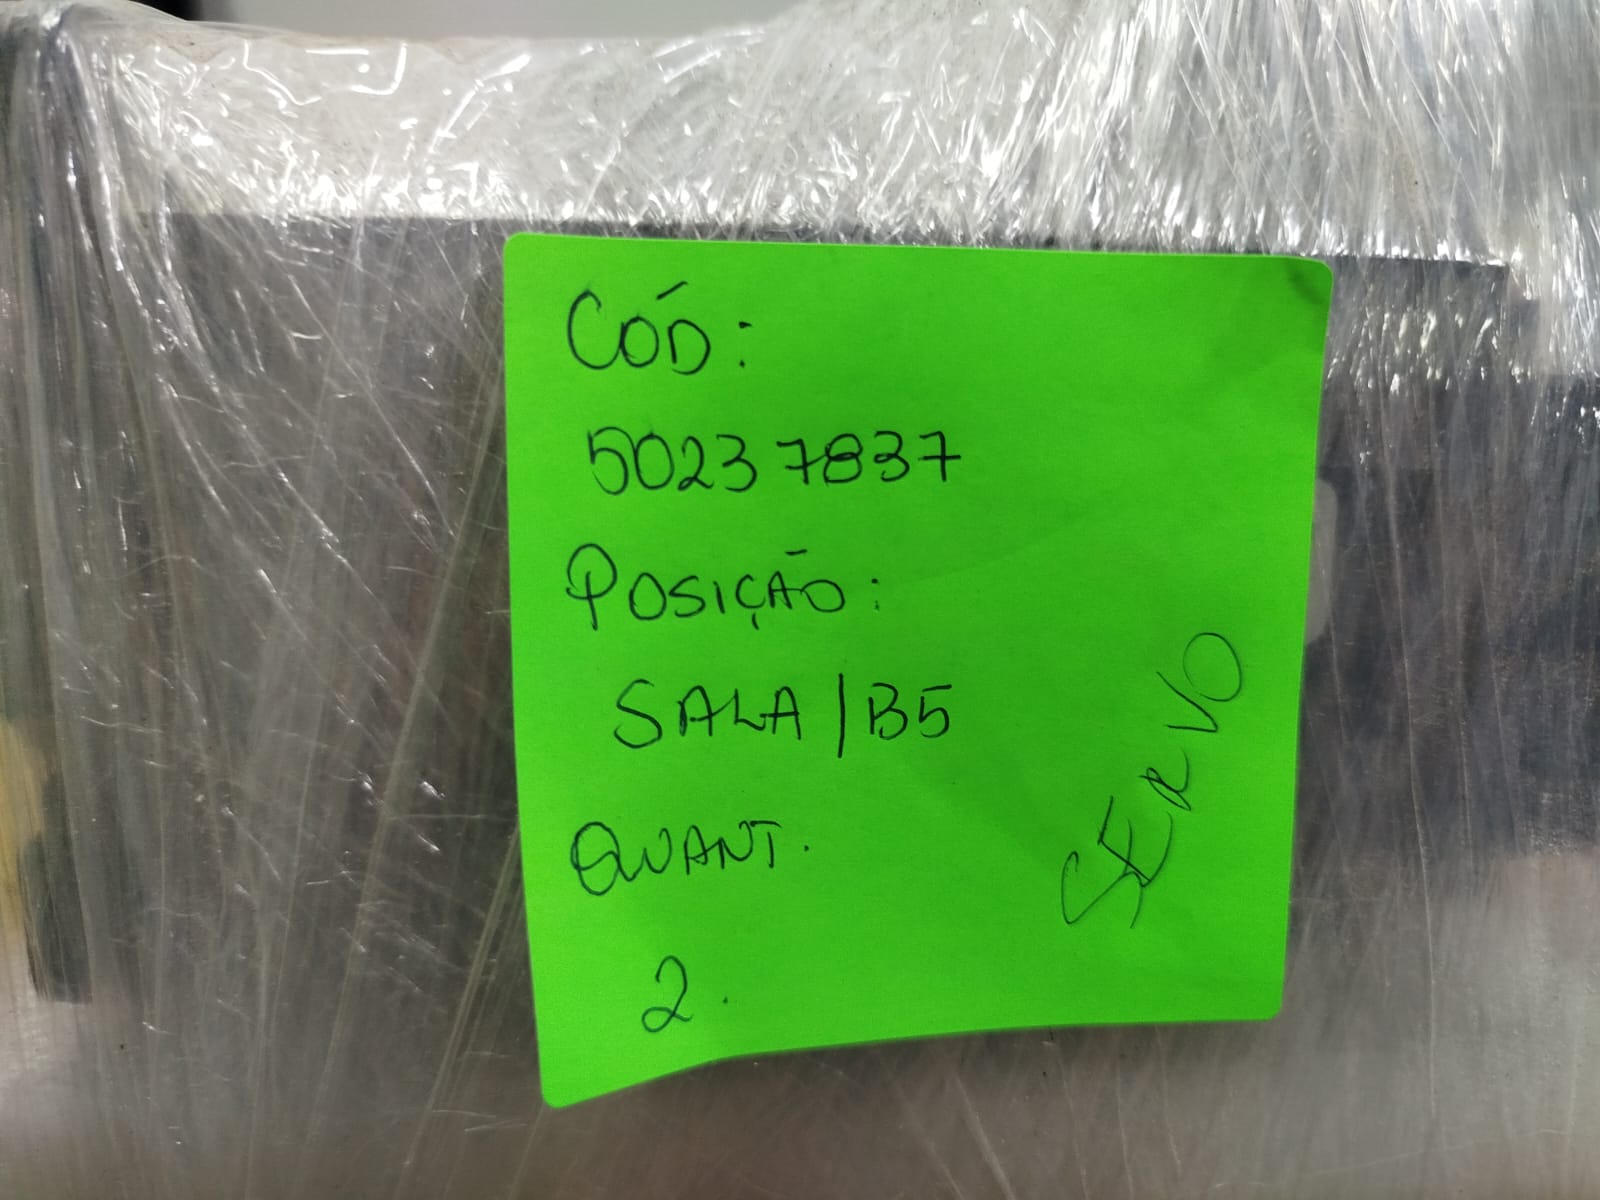 CÓD:
50237837
POSIÇÃO:
SALA/B5
QUANT.
2.
SERVO